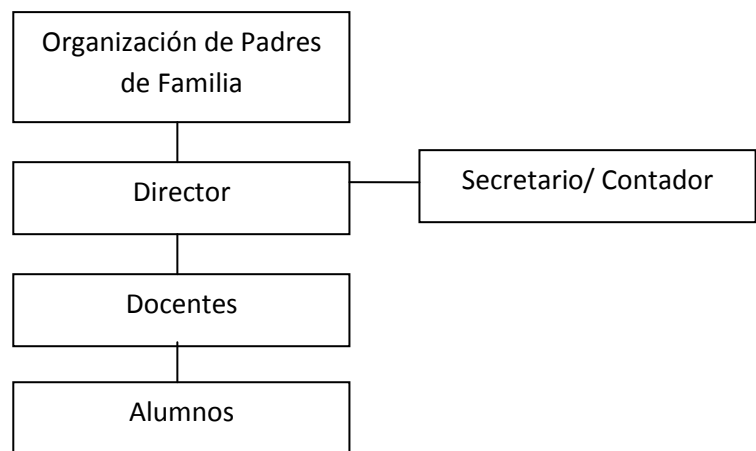 Organización de Padres
de Familia
Director
Secretario/ Contador
Docentes
Alumnos